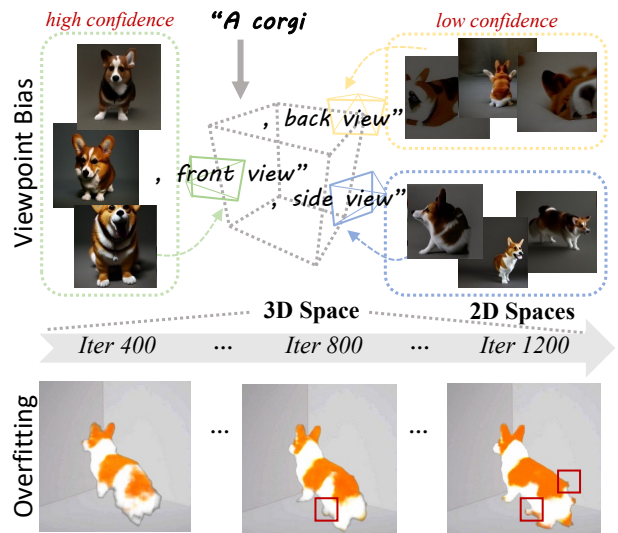 high confidence
“A corgi
low confidence
Viewpoint Bias
, back view”
, front view”
, side view”
3D Space
2D Spaces
Iter 400 ... Iter 800 ... Iter 1200
Overfitting
... ...